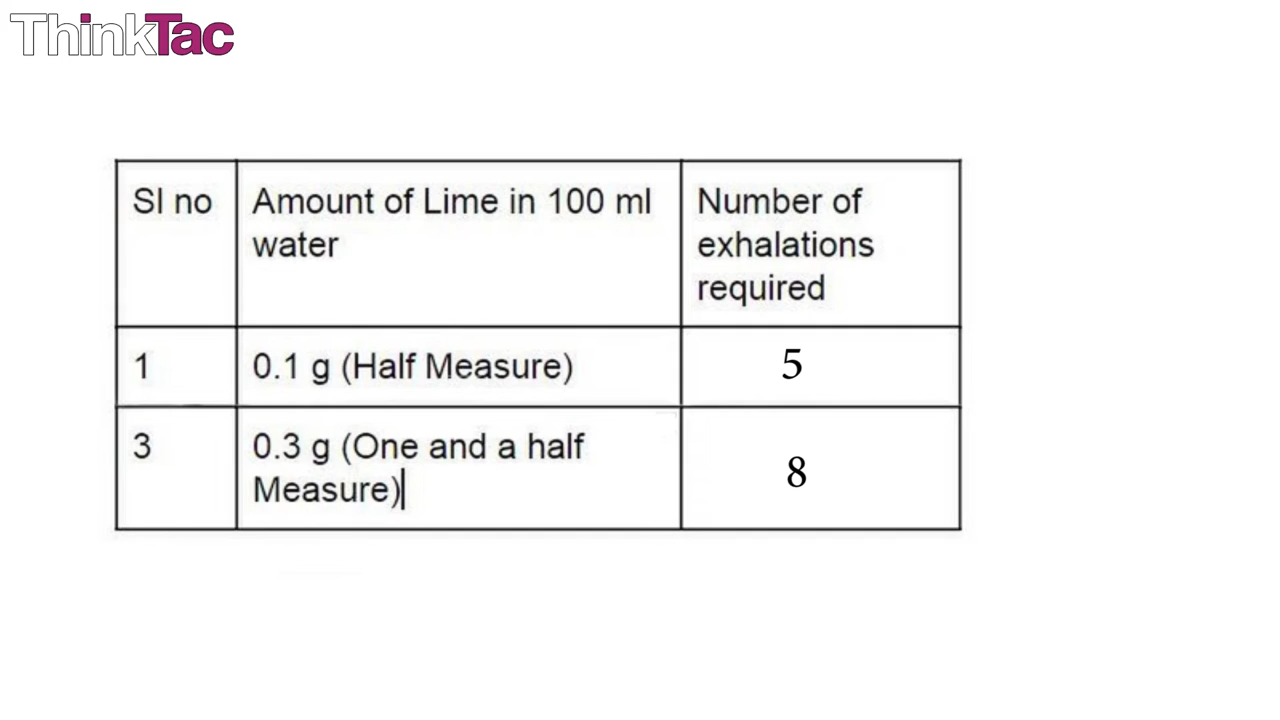 ThinkTac
Sl no
Amount of Lime in 100 ml
water
Number of
exhalations
required
1
0.1 g (Half Measure)
5
3
0.3 g (One and a half
Measure)
8